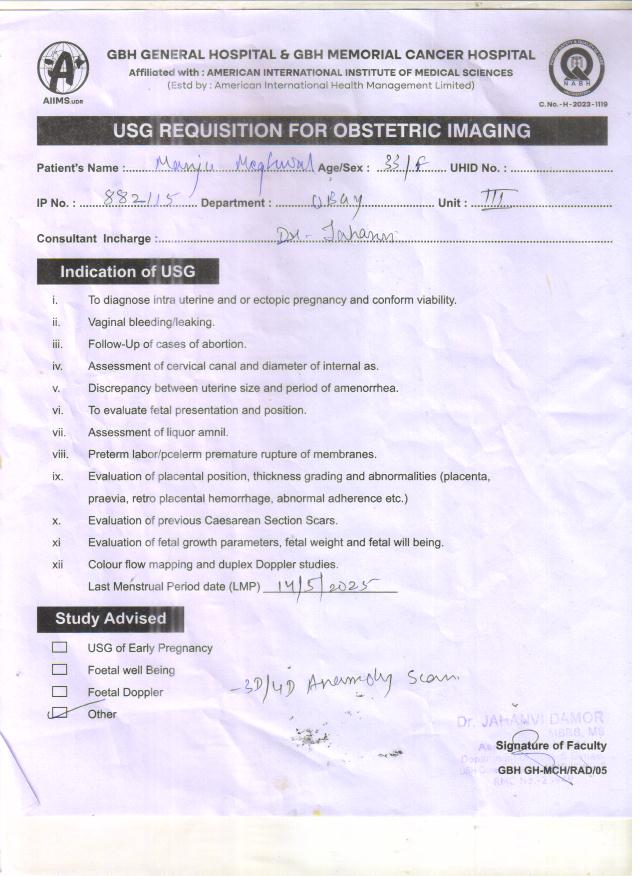 GBH GENERAL HOSPITAL & GBH MEMORIAL CANCER HOSPITAL
Affiliated with : AMERICAN INTERNATIONAL INSTITUTE OF MEDICAL SCIENCES
(Estd by : American International Health Management Limited)
AIIMS.UDR
NABH
C. No. - H - 2023 - 1119
USG REQUISITION FOR OBSTETRIC IMAGING
Patient's Name : Manju Meghwal Age/Sex : 33/F UHID No. :
IP No. : 882115 Department : OBGY Unit : III
Consultant Incharge : Dr. Jahanvi
Indication of USG
i. To diagnose intra uterine and or ectopic pregnancy and conform viability.
ii. Vaginal bleeding/leaking.
iii. Follow-Up of cases of abortion.
iv. Assessment of cervical canal and diameter of internal as.
v. Discrepancy between uterine size and period of amenorrhea.
vi. To evaluate fetal presentation and position.
vii. Assessment of liquor amnil.
viii. Preterm labor/pcelerm premature rupture of membranes.
ix. Evaluation of placental position, thickness grading and abnormalities (placenta,
praevia, retro placental hemorrhage, abnormal adherence etc.)
x. Evaluation of previous Caesarean Section Scars.
xi Evaluation of fetal growth parameters, fetal weight and fetal will being.
xii Colour flow mapping and duplex Doppler studies.
Last Menstrual Period date (LMP) 14/5/2025
Study Advised
USG of Early Pregnancy
Foetal well Being
Foetal Doppler
- 3D/4D Anamoly Scan
Other
Dr. JAHANVI DAMOR
MBBS, MS
Signature of Faculty
GBH GH-MCH/RAD/05